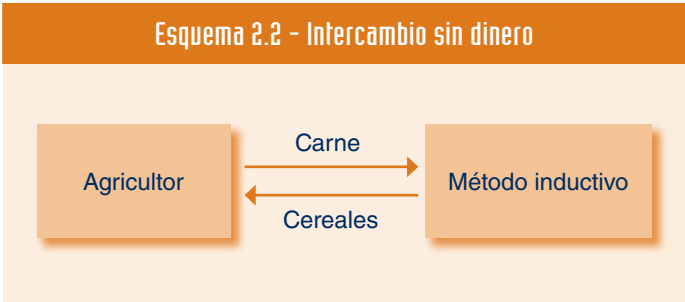 Esquema 2.2 - Intercambio sin dinero
Carne
Agricultor
Método inductivo
Cereales